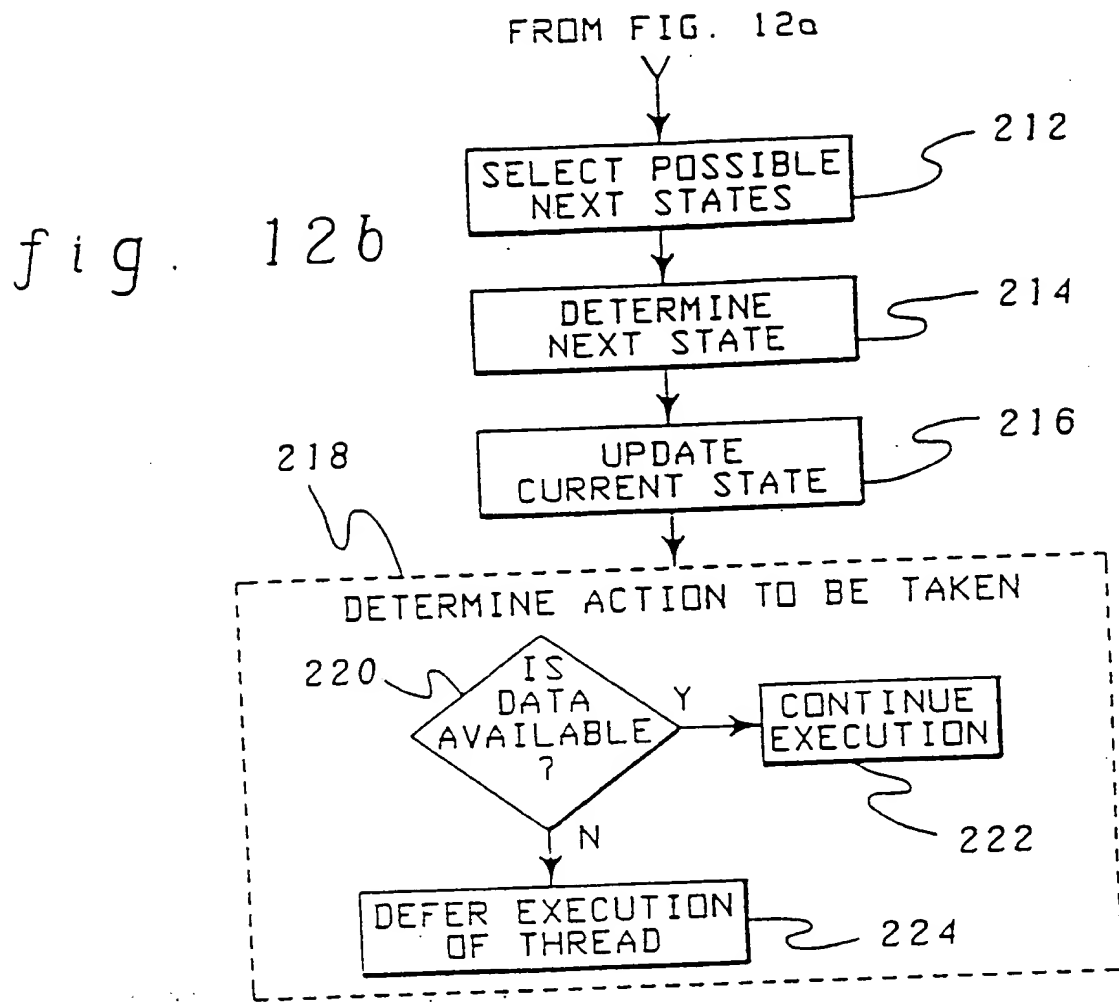 FROM FIG. 12a
212
SELECT POSSIBLE
NEXT STATES
fig. 12b
214
DETERMINE
NEXT STATE
216
UPDATE
CURRENT STATE
218
DETERMINE ACTION TO BE TAKEN
220
IS
DATA
AVAILABLE
?
Y
CONTINUE
EXECUTION
222
N
DEFER EXECUTION
OF THREAD
224